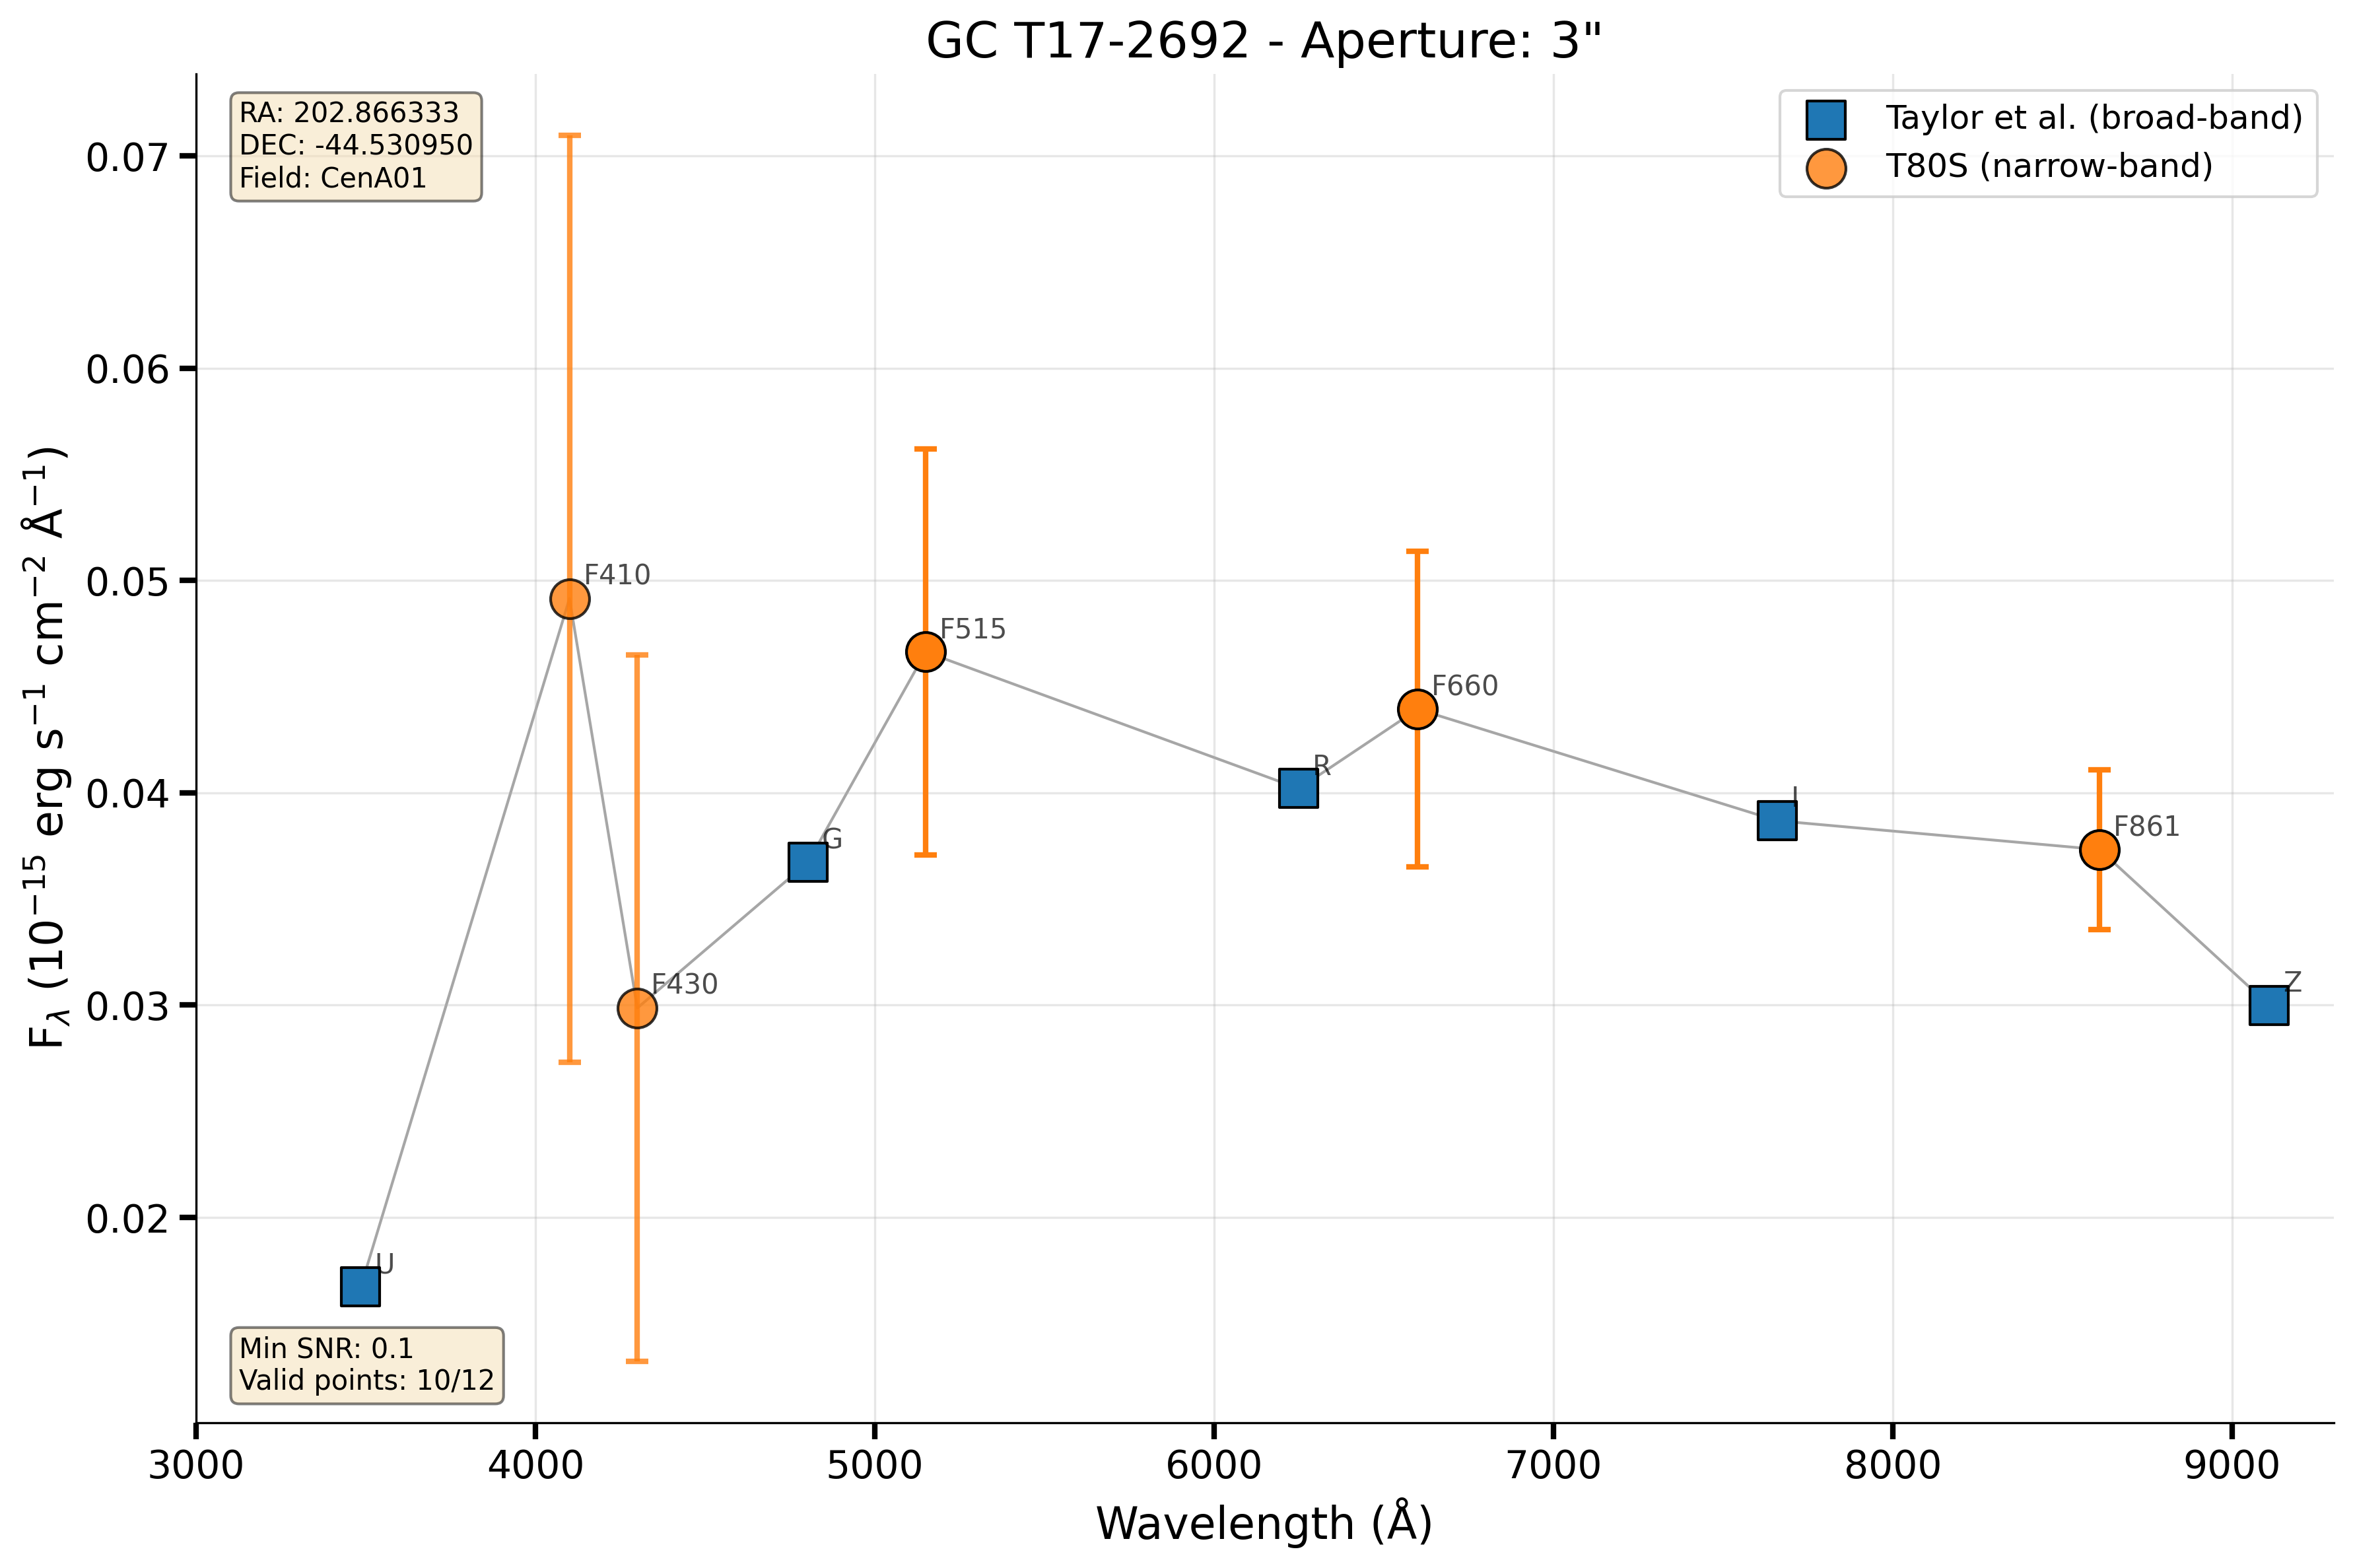 GC T17-2692 - Aperture: 3"
RA: 202.866333
DEC: -44.530950
Field: CenA01
Taylor et al. (broad-band)
T80S (narrow-band)
0.07
0.06
0.05
0.04
0.03
0.02
F410
F515
F660
R
I
G
F861
F430
Z
U
Min SNR: 0.1
Valid points: 10/12
3000 4000 5000 6000 7000 8000 9000
Wavelength (Å)
Fλ (10⁻¹⁵ erg s⁻¹ cm⁻² Å⁻¹)